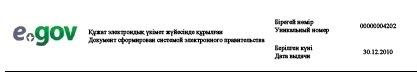 e.gov
Құжат электрондық үкімет жүйесінде құрылған
Документ сформирован системой электронного правительства
Бірегей нөмір
Уникальный номер
00000004202
Берілген күні
Дата выдачи
30.12.2010